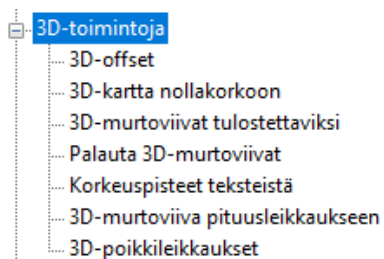 3D-toimintoja
3D-offset
3D-kartta nollakorkoon
3D-murtoviivat tulostettaviksi
Palauta 3D-murtoviivat
Korkeuspisteet teksteistä
3D-murtoviiva pituusleikkaukseen
3D-poikkileikkaukset